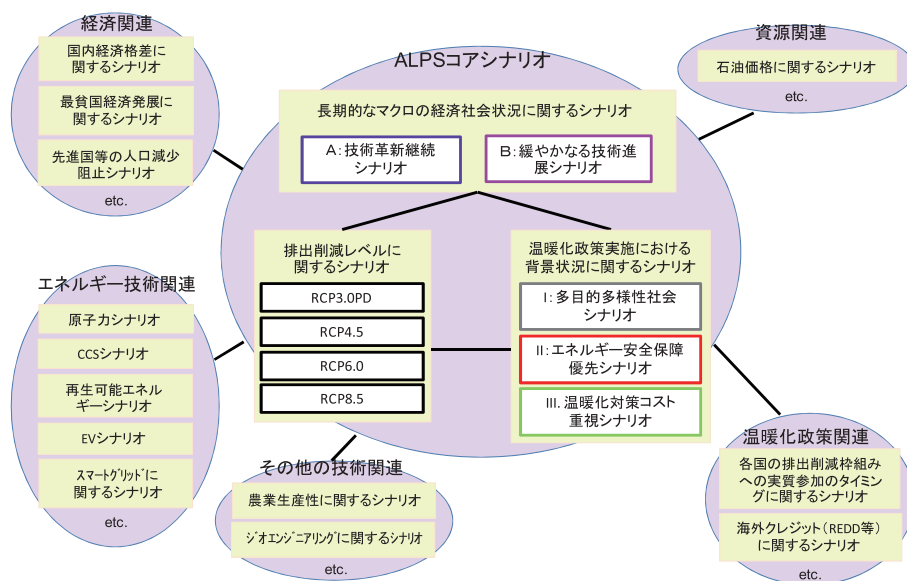 経済関連
国内経済格差に
関するシナリオ
最貧国経済発展に
関するシナリオ
先進国等の人口減少
阻止シナリオ
etc.
ALPSコアシナリオ
長期的なマクロの経済社会状況に関するシナリオ
A:技術革新継続
シナリオ
B:緩やかなる技術進
展シナリオ
排出削減レベルに
関するシナリオ
RCP3.0PD
RCP4.5
RCP6.0
RCP8.5
温暖化政策実施における
背景状況に関するシナリオ
I:多目的多様性社会
シナリオ
II:エネルギー安全保障
優先シナリオ
III. 温暖化対策コスト
重視シナリオ
資源関連
石油価格に関するシナリオ
etc.
エネルギー技術関連
原子力シナリオ
CCSシナリオ
再生可能エネル
ギーシナリオ
EVシナリオ
スマートグリッドに
関するシナリオ
etc.
その他の技術関連
農業生産性に関するシナリオ
ジオエンジニアリングに関するシナリオ
etc.
温暖化政策関連
各国の排出削減枠組み
への実質参加のタイミン
グに関するシナリオ
海外クレジット(REDD等)
に関するシナリオ
etc.